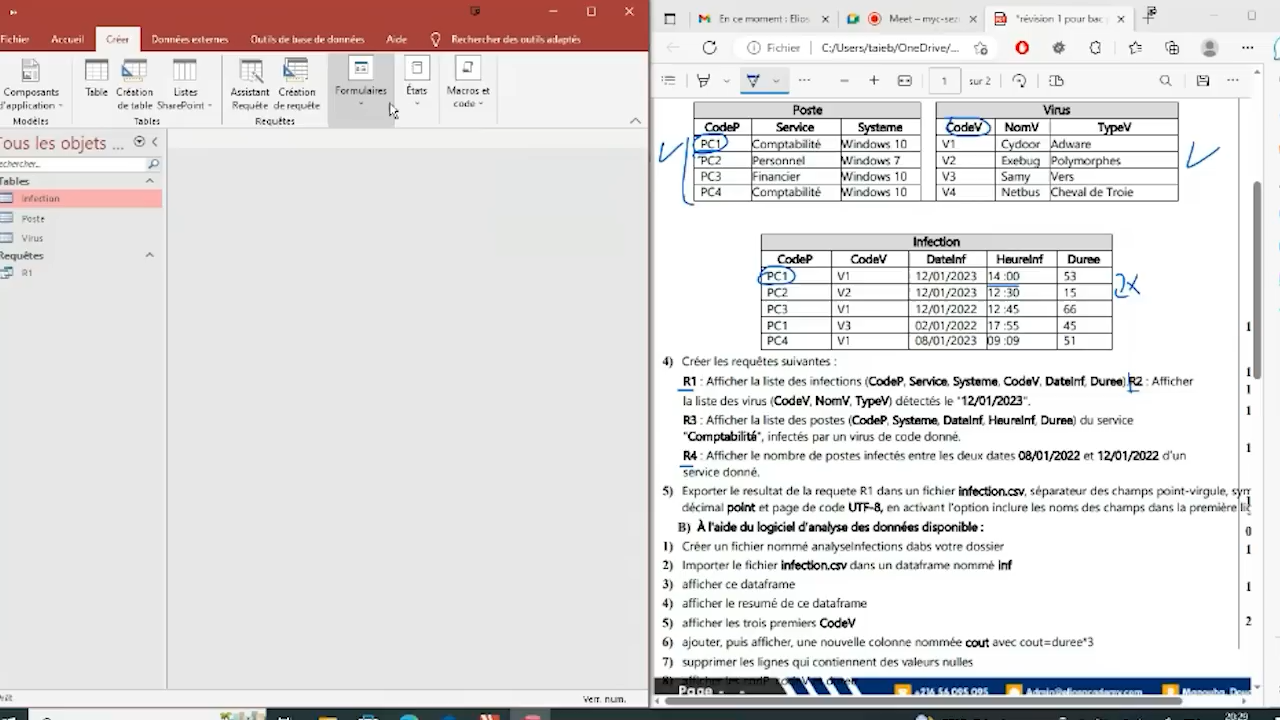 En ce moment : Elios
Meet – myc-sez
*révision 1 pour bac
Fichier
Accueil
Créer
Données externes
Outils de base de données
Aide
Rechercher des outils adaptés
Fichier
C:/Users/taieb/OneDrive/...
1
sur 2
Composants d'application
Table
Création de table
Listes SharePoint
Assistant Requête
Création de requête
Formulaires
États
Macros et code
Modèles
Tables
Requêtes
Tous les objets ...
Rechercher...
Tables
Infection
Poste
Virus
Requêtes
R1
Poste
CodeP Service Systeme
PC1 Comptabilité Windows 10
PC2 Personnel Windows 7
PC3 Financier Windows 10
PC4 Comptabilité Windows 10
Virus
CodeV NomV TypeV
V1 Cydoor Adware
V2 Exebug Polymorphes
V3 Samy Vers
V4 Netbus Cheval de Troie
Infection
CodeP CodeV DateInf HeureInf Duree
PC1 V1 12/01/2023 14 :00 53
PC2 V2 12/01/2023 12 :30 15
PC3 V1 12/01/2022 12 :45 66
PC1 V3 02/01/2022 17 :55 45
PC4 V1 08/01/2023 09 :09 51
2x
4) Créer les requêtes suivantes :
R1 : Afficher la liste des infections (CodeP, Service, Systeme, CodeV, DateInf, Duree) R2 : Afficher
la liste des virus (CodeV, NomV, TypeV) détectés le "12/01/2023".
R3 : Afficher la liste des postes (CodeP, Systeme, DateInf, HeureInf, Duree) du service
"Comptabilité", infectés par un virus de code donné.
R4 : Afficher le nombre de postes infectés entre les deux dates 08/01/2022 et 12/01/2022 d'un
service donné.
5) Exporter le resultat de la requete R1 dans un fichier infection.csv, séparateur des champs point-virgule, sym
décimal point et page de code UTF-8, en activant l'option inclure les noms des champs dans la première lig
B) À l'aide du logiciel d'analyse des données disponible :
1) Créer un fichier nommé analyseInfections dabs votre dossier
2) Importer le fichier infection.csv dans un dataframe nommé inf
3) afficher ce dataframe
4) afficher le resumé de ce dataframe
5) afficher les trois premiers CodeV
6) ajouter, puis afficher, une nouvelle colonne nommée cout avec cout=duree*3
7) supprimer les lignes qui contiennent des valeurs nulles
Page - -
+216 56 095 095
Admin@eliosacademy.com
Manouba,
Verr. num.
20:29